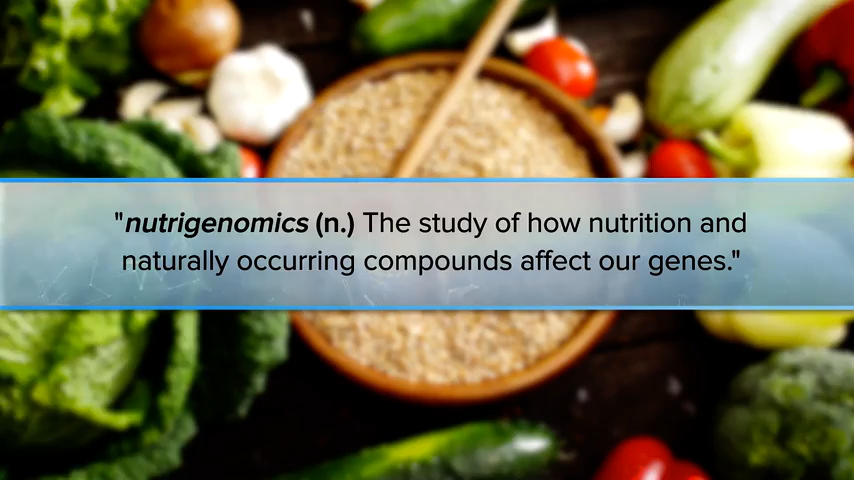 "nutrigenomics (n.) The study of how nutrition and
naturally occurring compounds affect our genes."